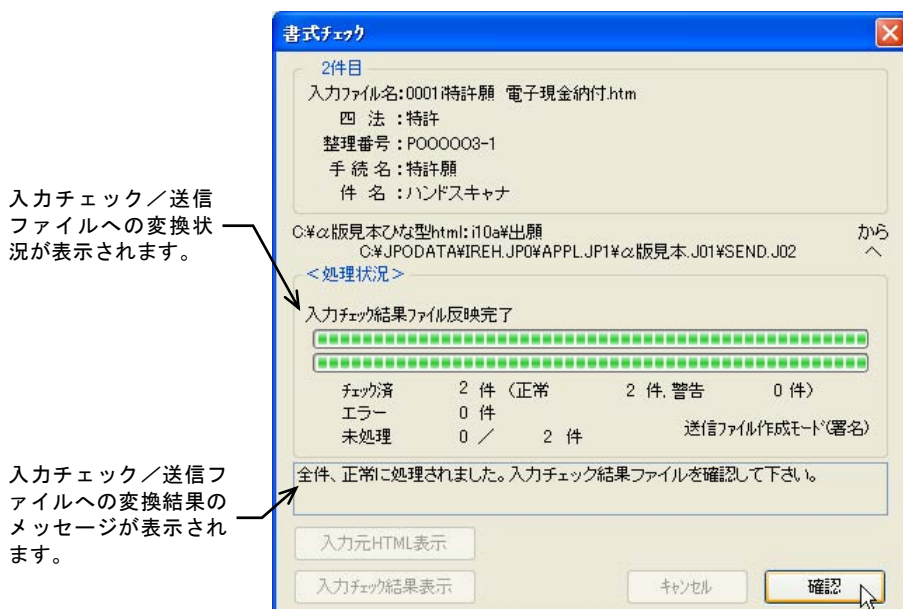 書式チェック
2件目
入力ファイル名:0001i特許願 電子現金納付.htm
四 法 :特許
整理番号:P000003-1
手 続 名:特許願
件 名:ハンドスキャナ
C:¥α版見本ひな型html:i10a¥出願 から
C:¥JPODATA¥IREH.JP0¥APPL.JP1¥α版見本.J01¥SEND.J02 へ
<処理状況>
入力チェック結果ファイル反映完了
チェック済 2 件 (正常 2 件, 警告 0 件)
エラー 0 件
未処理 0 / 2 件 送信ファイル作成モード(署名)
全件、正常に処理されました。入力チェック結果ファイルを確認して下さい。
入力元HTML表示
入力チェック結果表示 キャンセル 確認
入力チェック/送信
ファイルへの変換状
況が表示されます。
入力チェック/送信フ
ァイルへの変換結果の
メッセージが表示され
ます。